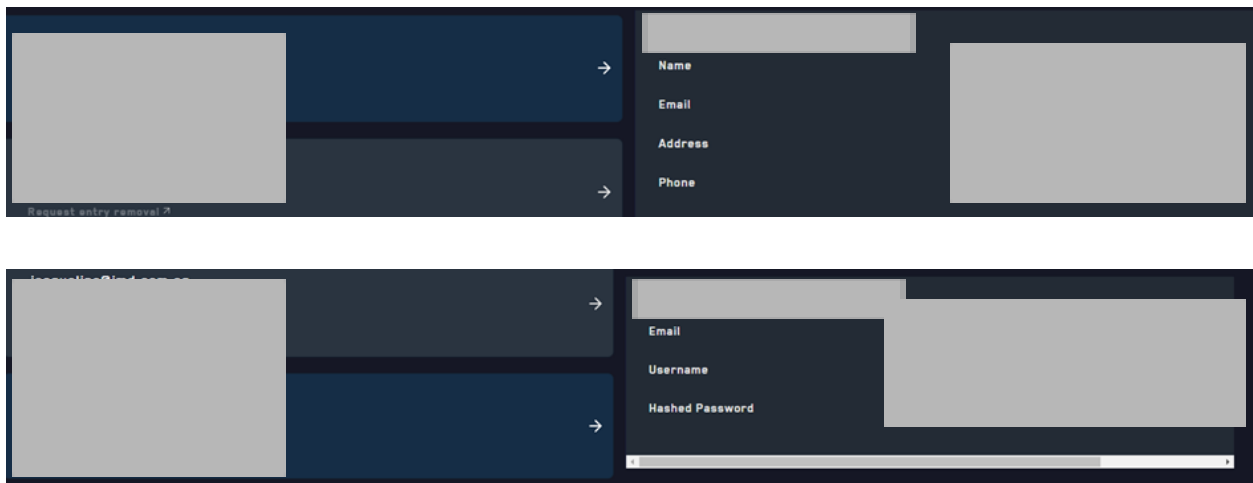 Name
Email
Address
Phone
Request entry removal
Email
Username
Hashed Password